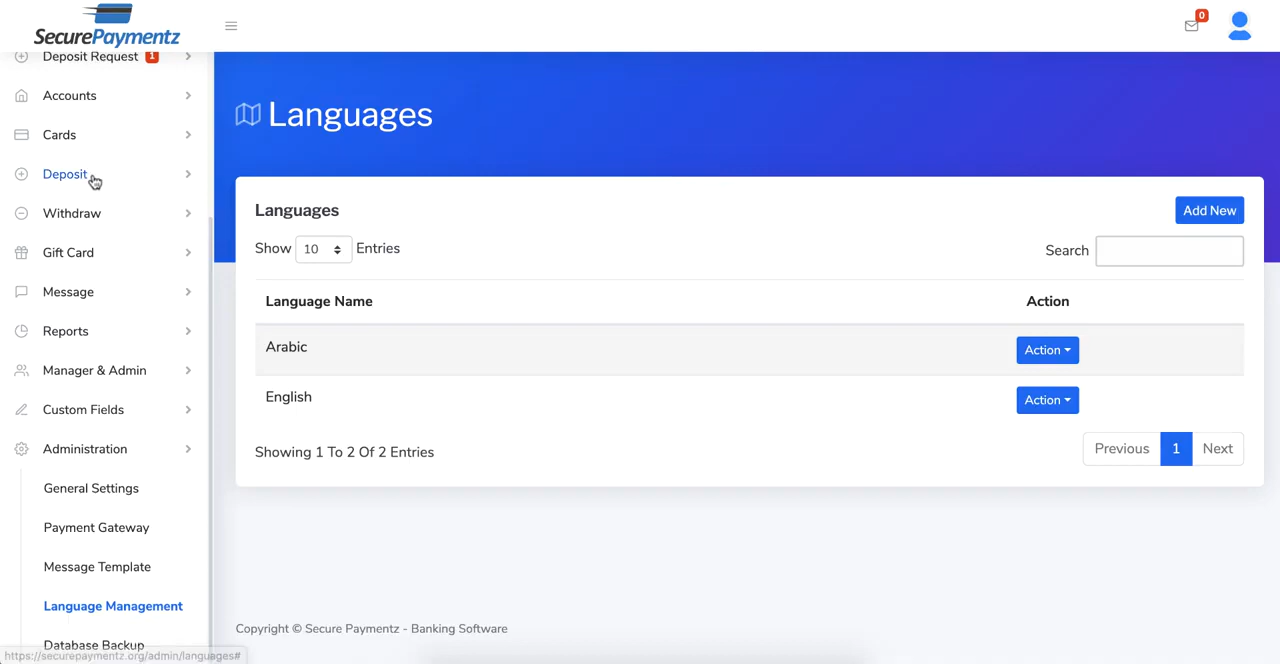 SecurePaymentz
0
Deposit Request 1
Accounts
Cards
Deposit
Withdraw
Gift Card
Message
Reports
Manager & Admin
Custom Fields
Administration
General Settings
Payment Gateway
Message Template
Language Management
Database Backup
https://securepaymentz.org/admin/languages#
Languages
Languages
Add New
Show 10 Entries
Search
Language Name Action
Arabic Action
English Action
Showing 1 To 2 Of 2 Entries
Previous 1 Next
Copyright © Secure Paymentz - Banking Software